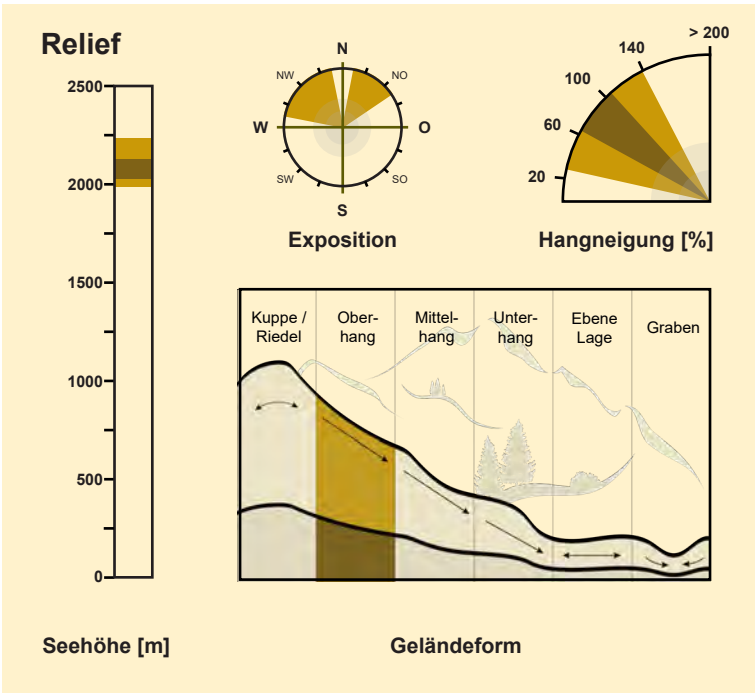 Relief
2500
2000
1500
1000
500
0
Seehöhe [m]
N
NW
NO
W
O
SW
SO
S
Exposition
> 200
140
100
60
20
Hangneigung [%]
Kuppe /
Riedel
Ober-
hang
Mittel-
hang
Unter-
hang
Ebene
Lage
Graben
Geländeform